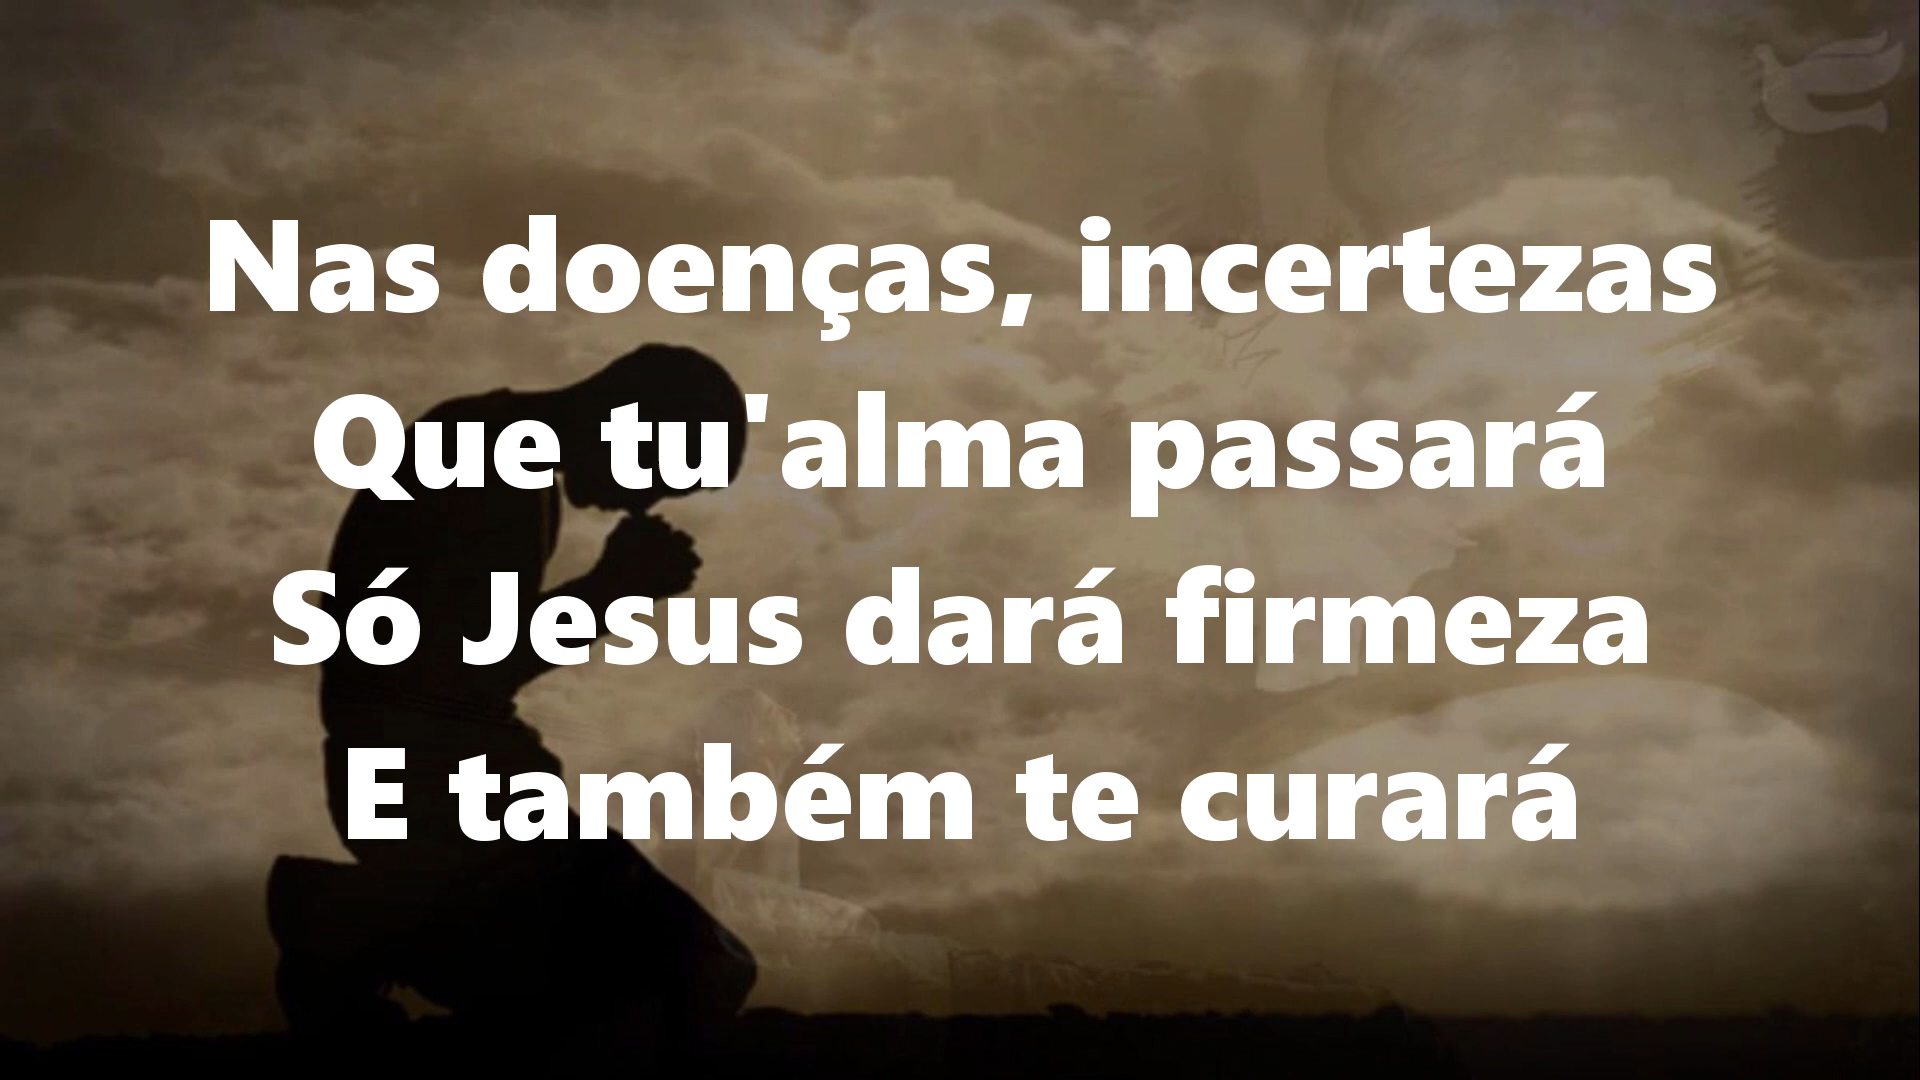 Nas doenças, incertezas
Que tu'alma passará
Só Jesus dará firmeza
E também te curará